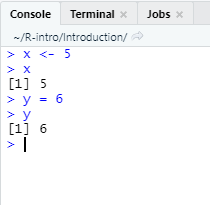 Console Terminal × Jobs ×
~/R-intro/Introduction/
> x <- 5
> x
[1] 5
> y = 6
> y
[1] 6
>